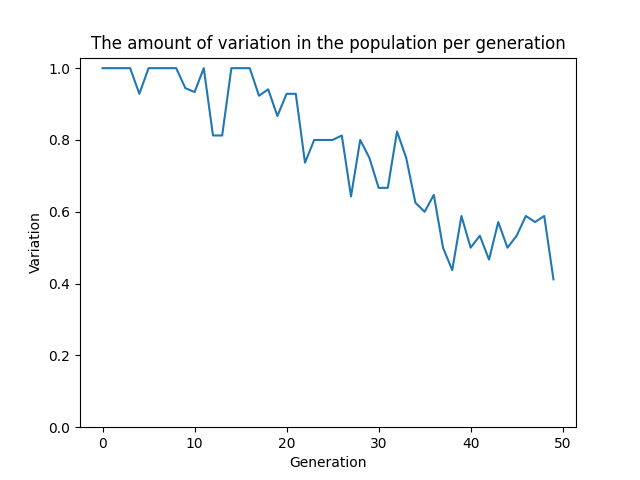 The amount of variation in the population per generation
1.0
0.8
0.6
0.4
0.2
0.0
Variation
0 10 20 30 40 50
Generation